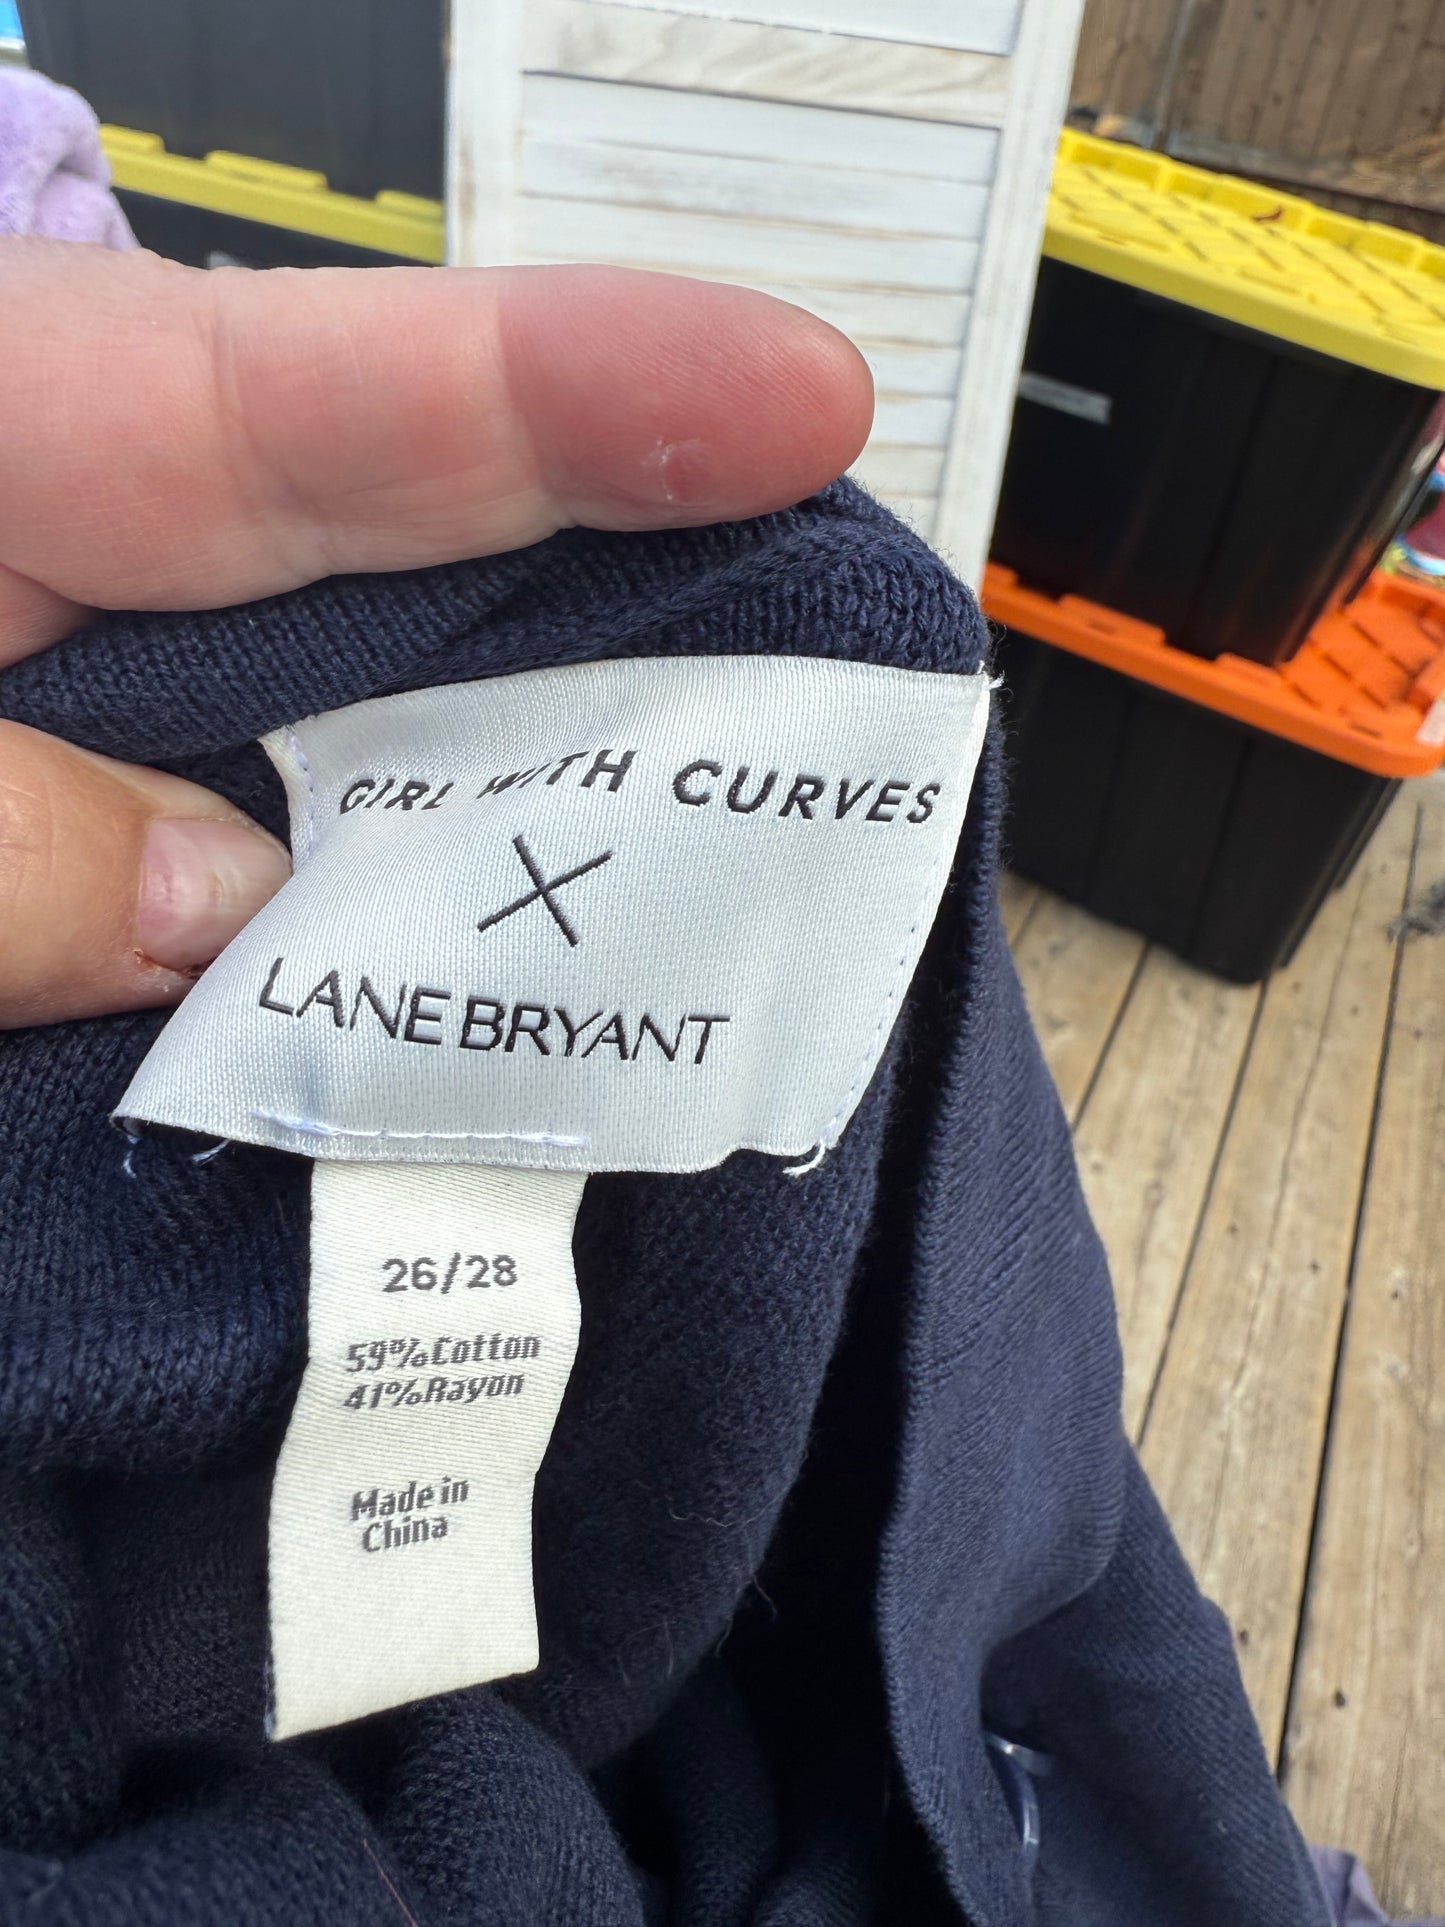 GIRL WITH CURVES
X
LANE BRYANT
26/28
59%Cotton
41%Rayon
Made in
China